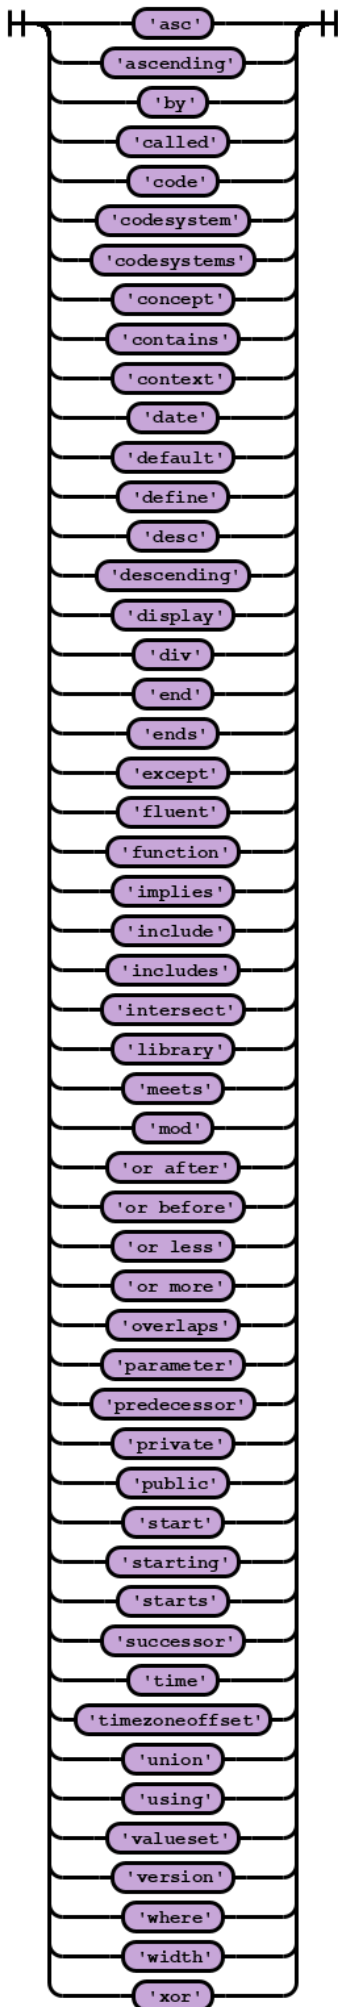 'asc'
'ascending'
'by'
'called'
'code'
'codesystem'
'codesystems'
'concept'
'contains'
'context'
'date'
'default'
'define'
'desc'
'descending'
'display'
'div'
'end'
'ends'
'except'
'fluent'
'function'
'implies'
'include'
'includes'
'intersect'
'library'
'meets'
'mod'
'or after'
'or before'
'or less'
'or more'
'overlaps'
'parameter'
'predecessor'
'private'
'public'
'start'
'starting'
'starts'
'successor'
'time'
'timezoneoffset'
'union'
'using'
'valueset'
'version'
'where'
'width'
'xor'